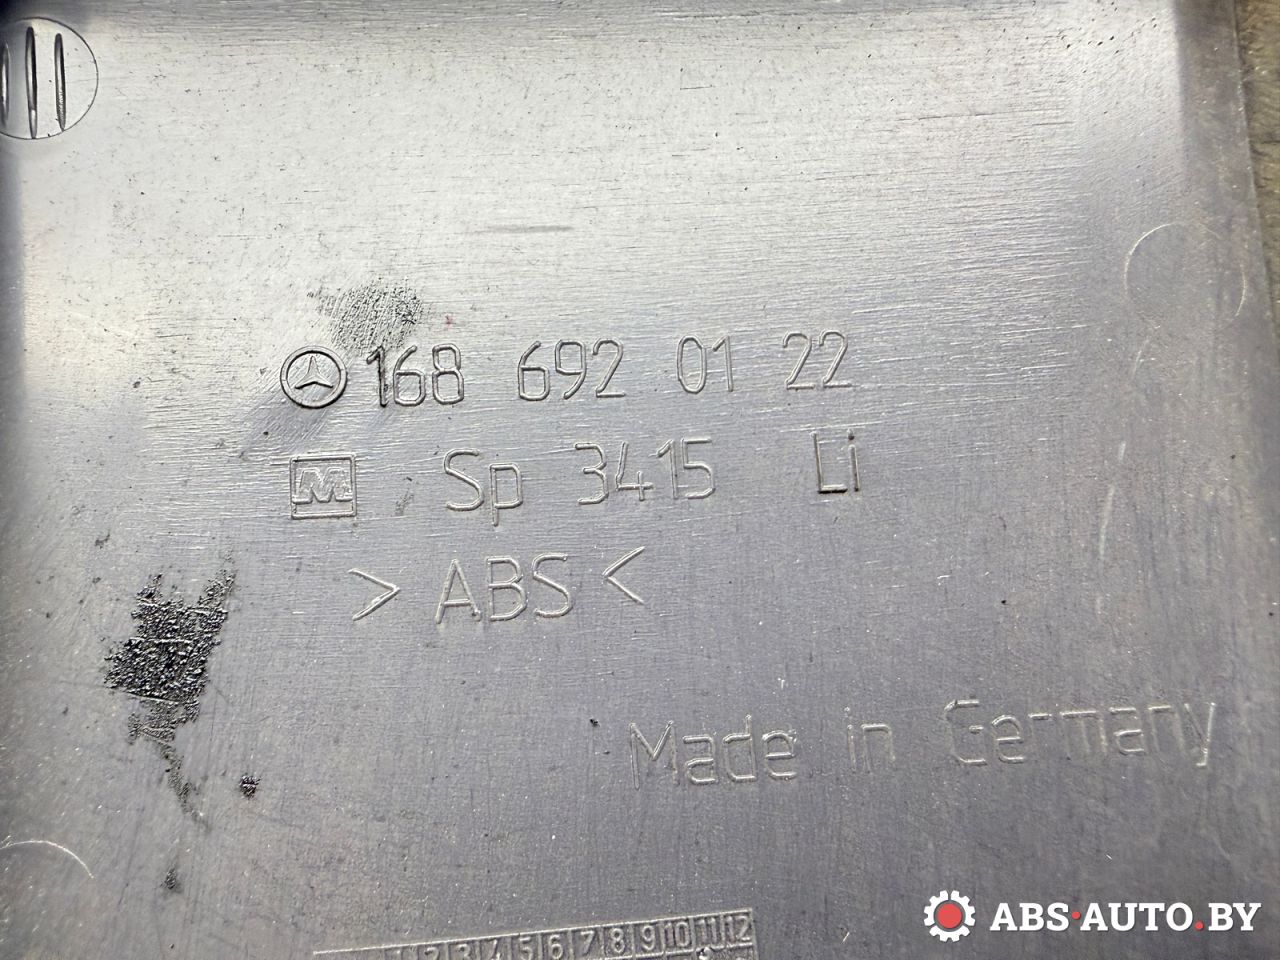 168 692 01 22
M Sp 3415 Li
> ABS <
Made in Germany
1 2 3 4 5 6 7 8 9 10 11 12
ABS·AUTO.BY